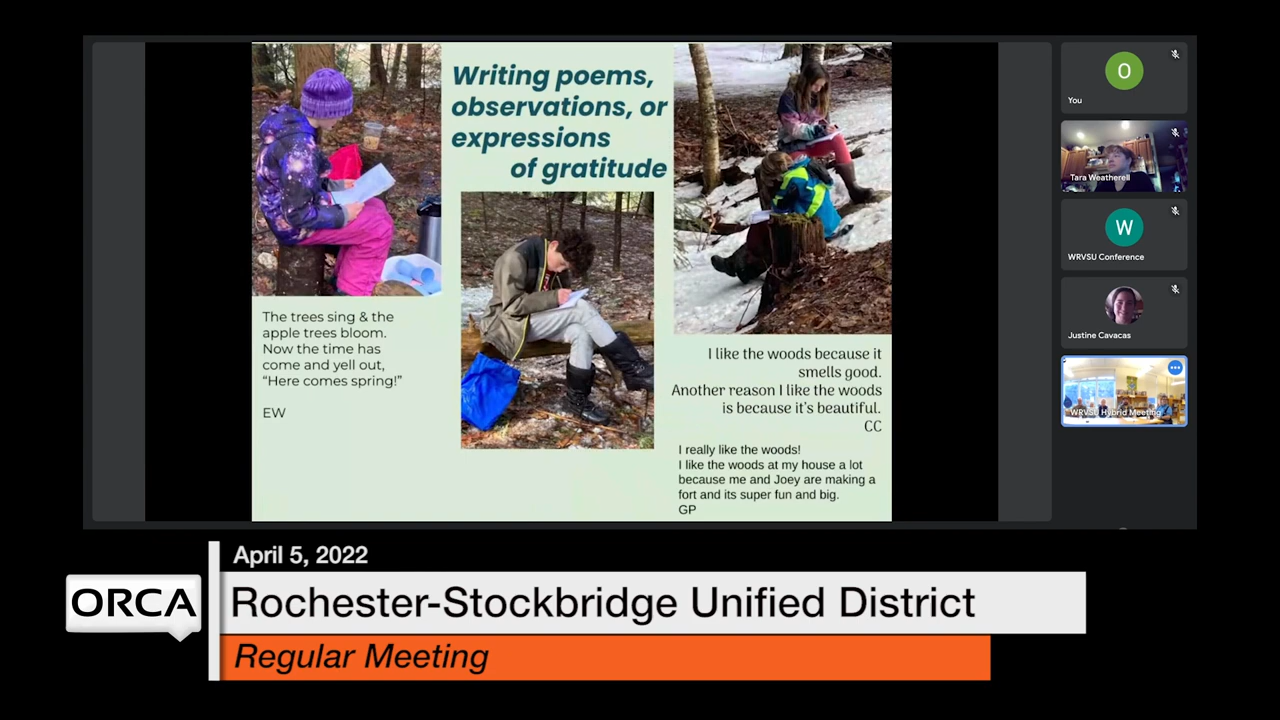 Writing poems,
observations, or
expressions
of gratitude
The trees sing & the
apple trees bloom.
Now the time has
come and yell out,
“Here comes spring!”
EW
I like the woods because it
smells good.
Another reason I like the woods
is because it's beautiful.
CC
I really like the woods!
I like the woods at my house a lot
because me and Joey are making a
fort and its super fun and big.
GP
O
You
Tara Weatherell
W
WRVSU Conference
Justine Cavacas
WRVSU Hybrid Meeting
April 5, 2022
ORCA
Rochester-Stockbridge Unified District
Regular Meeting